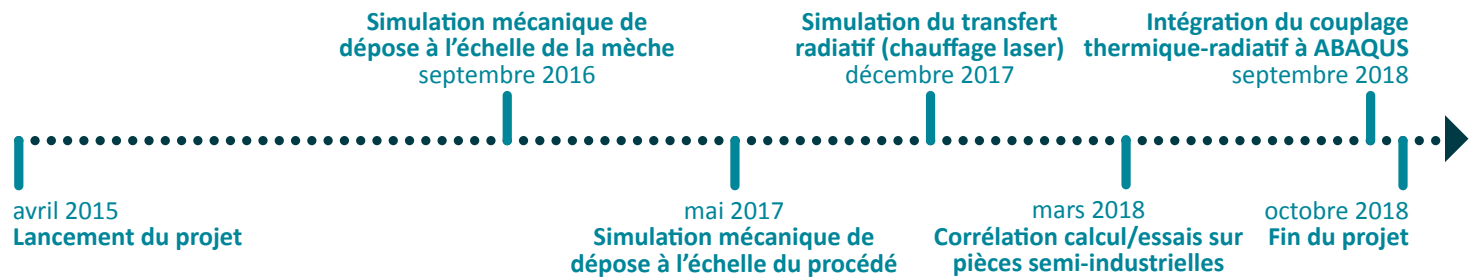 Simulation mécanique de
dépose à l’échelle de la mèche
septembre 2016
Simulation du transfert
radiatif (chauffage laser)
décembre 2017
Intégration du couplage
thermique-radiatif à ABAQUS
septembre 2018
avril 2015
Lancement du projet
mai 2017
Simulation mécanique de
dépose à l’échelle du procédé
mars 2018
Corrélation calcul/essais sur
pièces semi-industrielles
octobre 2018
Fin du projet